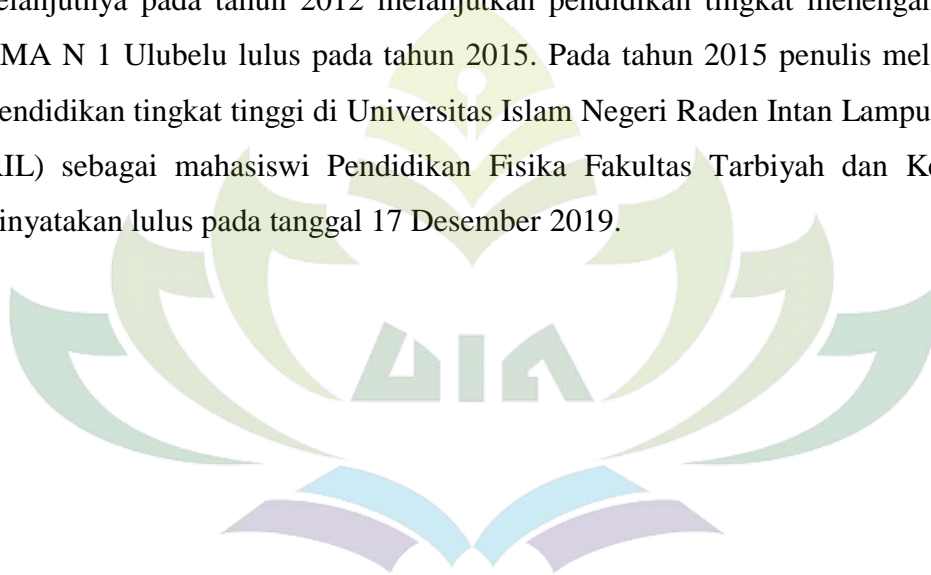 elanjutnya pada tahun 2012 melanjutkan pendidikan tingkat menengah
MA N 1 Ulubelu lulus pada tahun 2015. Pada tahun 2015 penulis mel
endidikan tingkat tinggi di Universitas Islam Negeri Raden Intan Lampu
RIL) sebagai mahasiswi Pendidikan Fisika Fakultas Tarbiyah dan Ke
inyatakan lulus pada tanggal 17 Desember 2019.
UIN